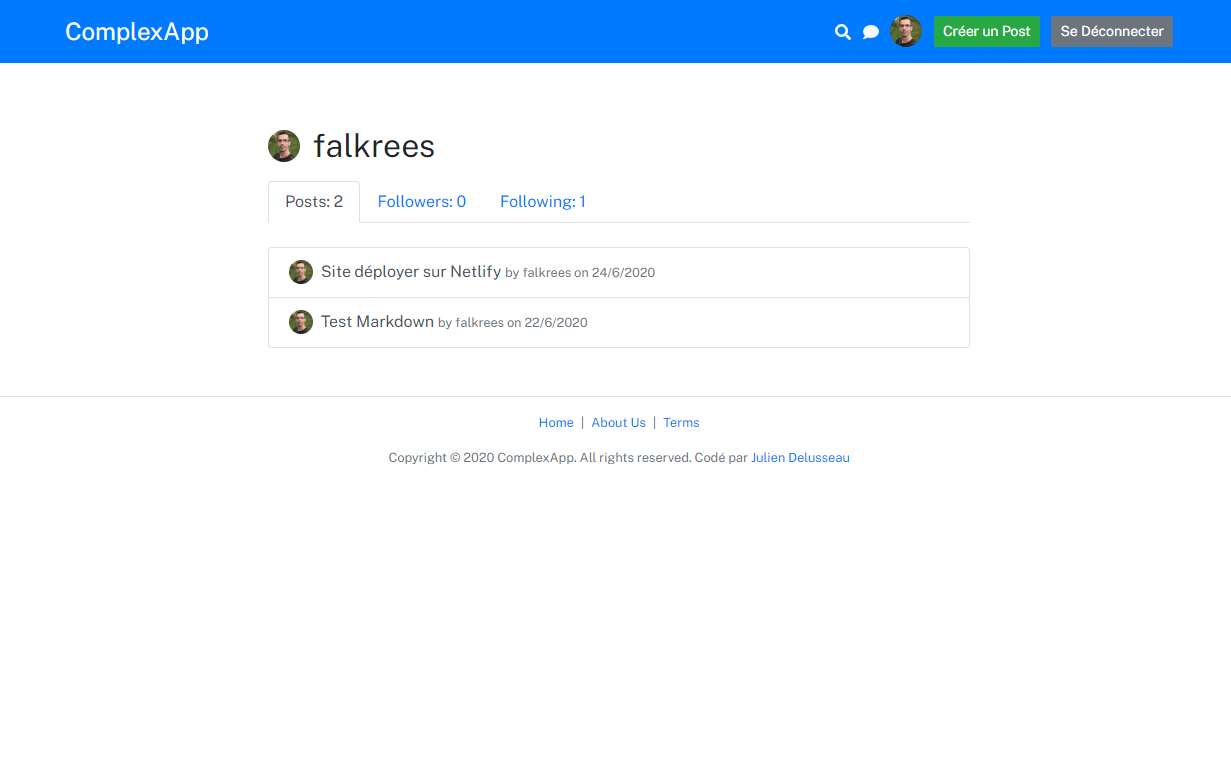 ComplexApp Créer un Post Se Déconnecter
falkrees
Posts: 2 Followers: 0 Following: 1
Site déployer sur Netlify by falkrees on 24/6/2020
Test Markdown by falkrees on 22/6/2020
Home | About Us | Terms
Copyright © 2020 ComplexApp. All rights reserved. Codé par Julien Delusseau